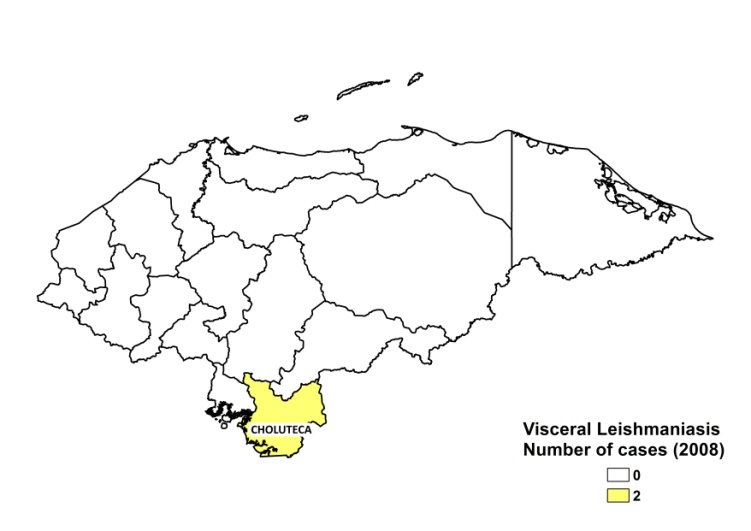 CHOLUTECA
Visceral Leishmaniasis
Number of cases (2008)
0
2